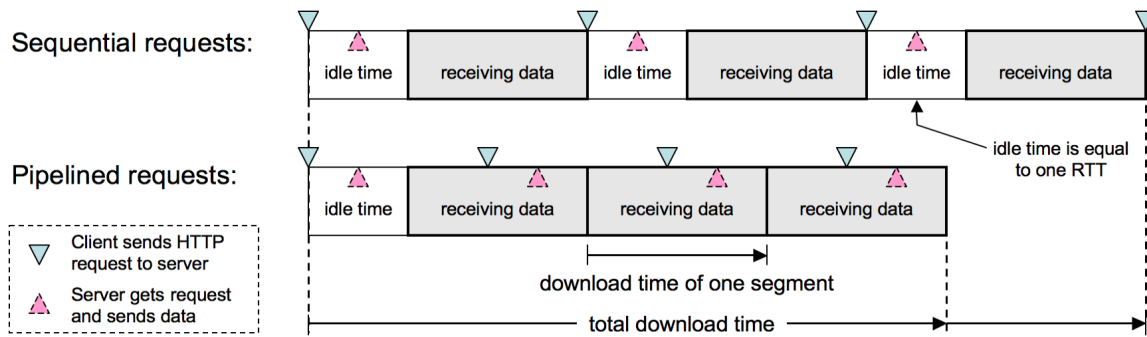 Sequential requests:
idle time
receiving data
idle time
receiving data
idle time
receiving data
idle time is equal
to one RTT
Pipelined requests:
idle time
receiving data
receiving data
receiving data
Client sends HTTP
request to server
Server gets request
and sends data
download time of one segment
total download time